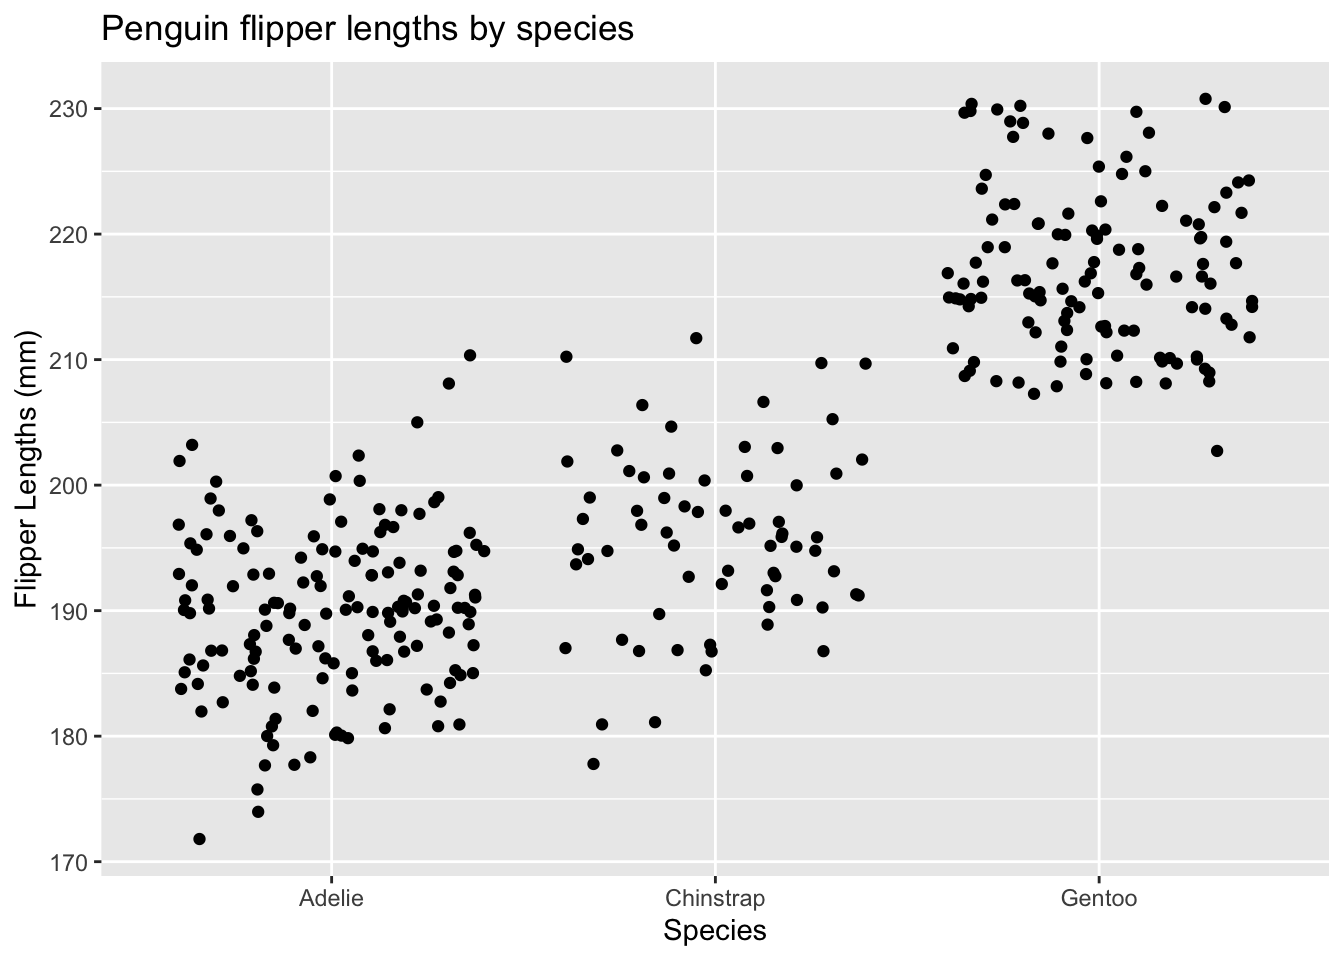 Penguin flipper lengths by species
Flipper Lengths (mm)
230
220
210
200
190
180
170
Adelie Chinstrap Gentoo
Species